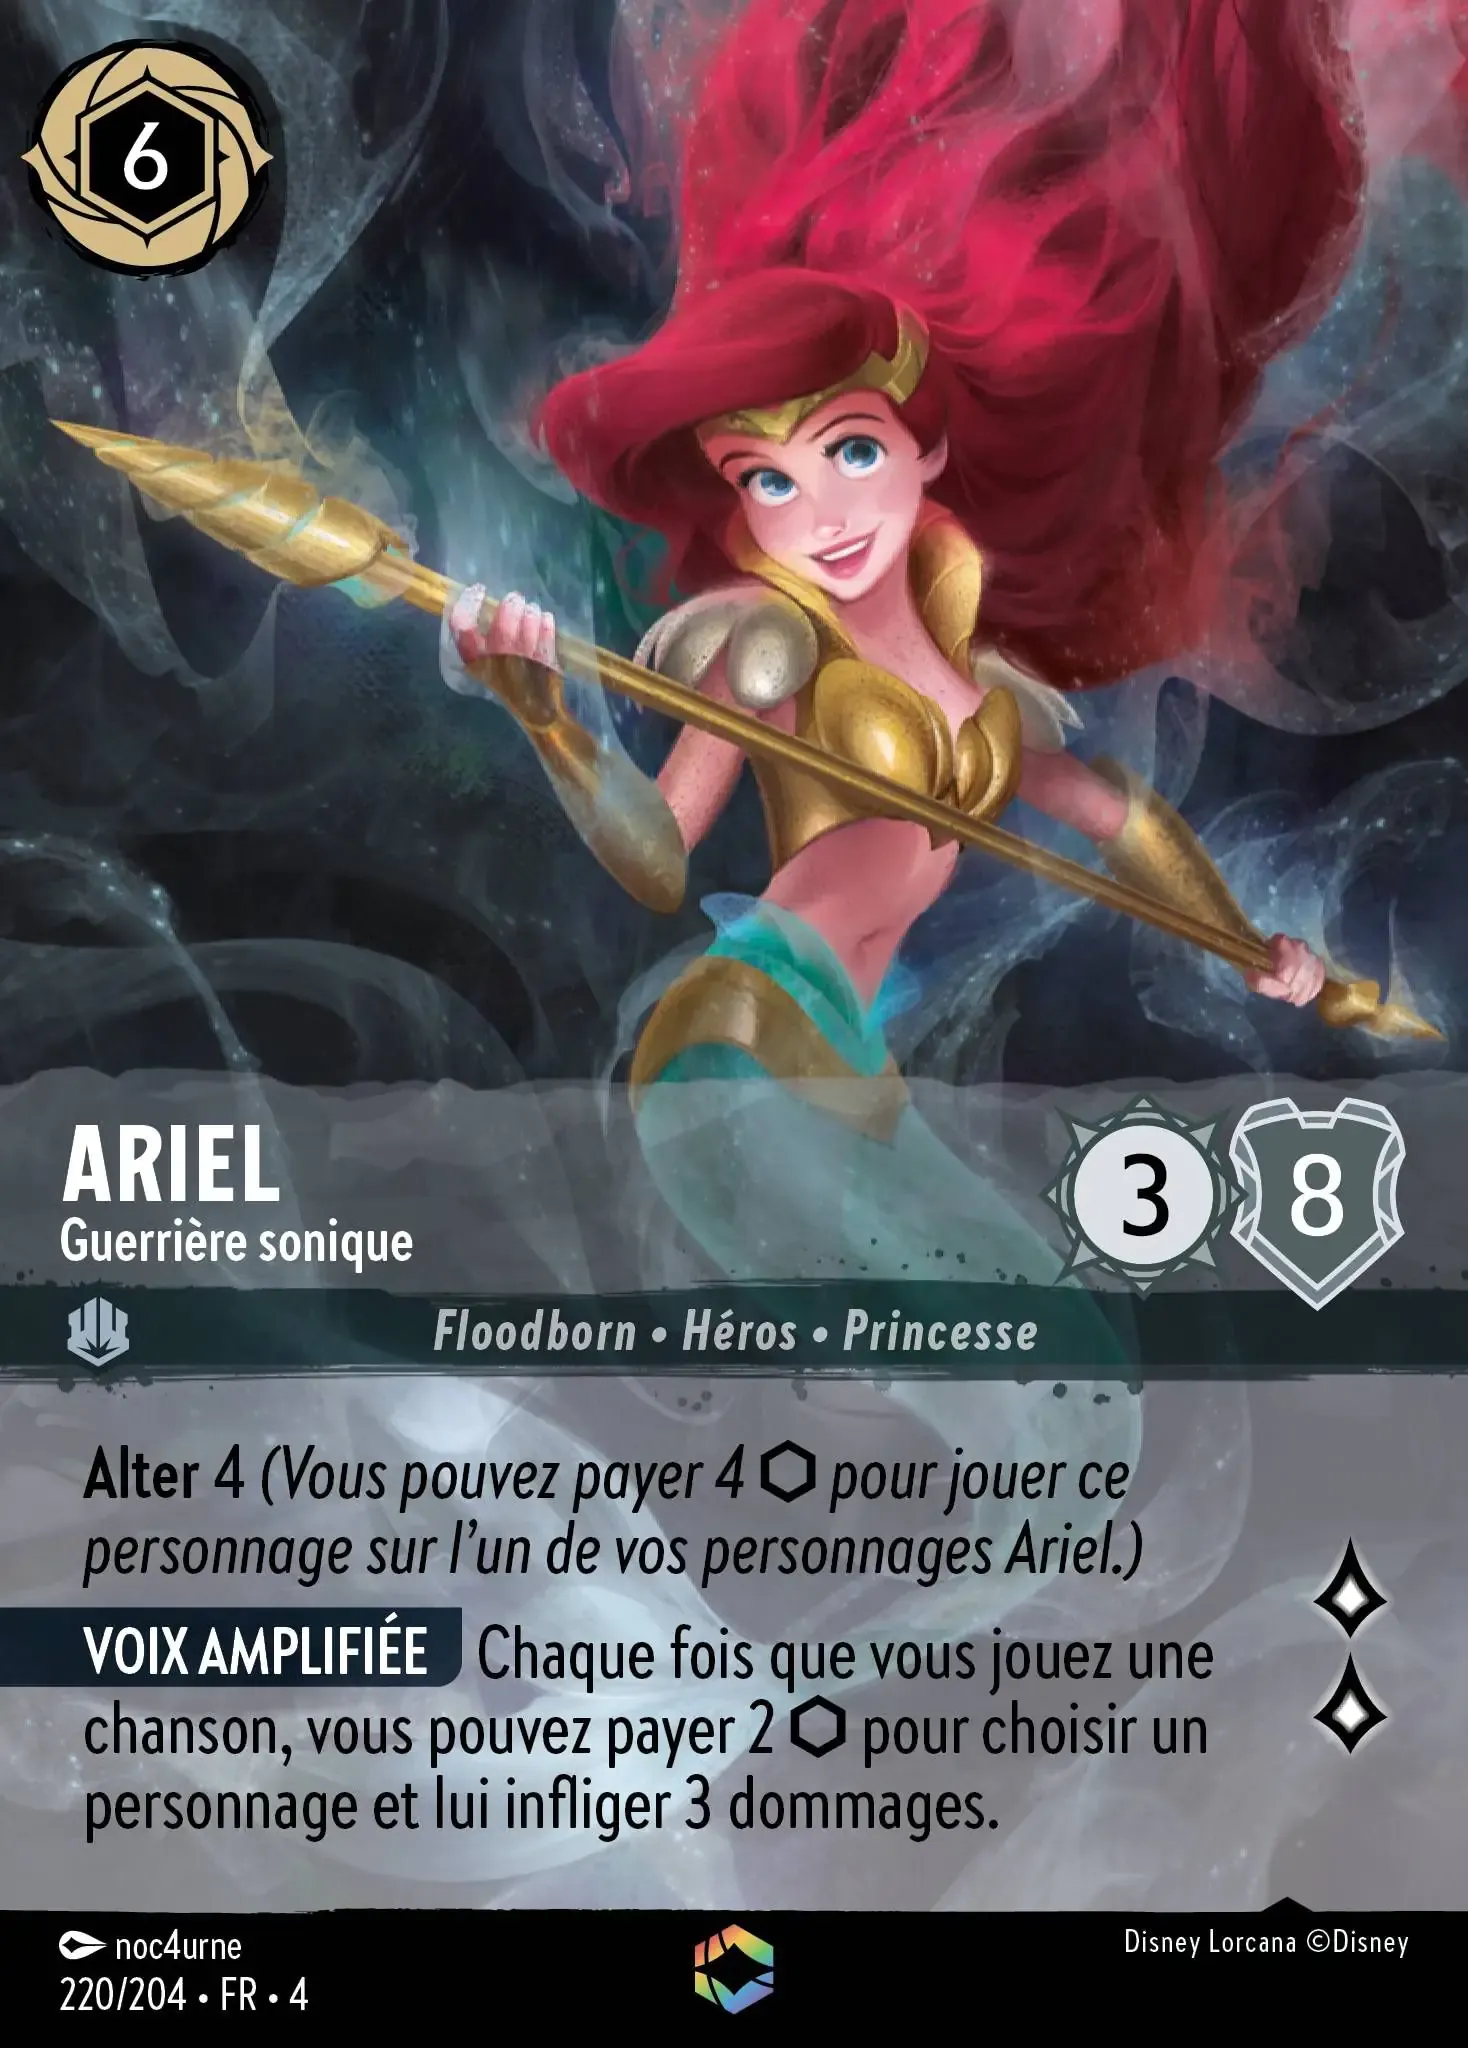 6
ARIEL
Guerrière sonique
3
8
Floodborn • Héros • Princesse
Alter 4 (Vous pouvez payer 4 ⬡ pour jouer ce
personnage sur l'un de vos personnages Ariel.)
VOIX AMPLIFIÉE Chaque fois que vous jouez une
chanson, vous pouvez payer 2 ⬡ pour choisir un
personnage et lui infliger 3 dommages.
noc4urne
Disney Lorcana ©Disney
220/204 • FR • 4